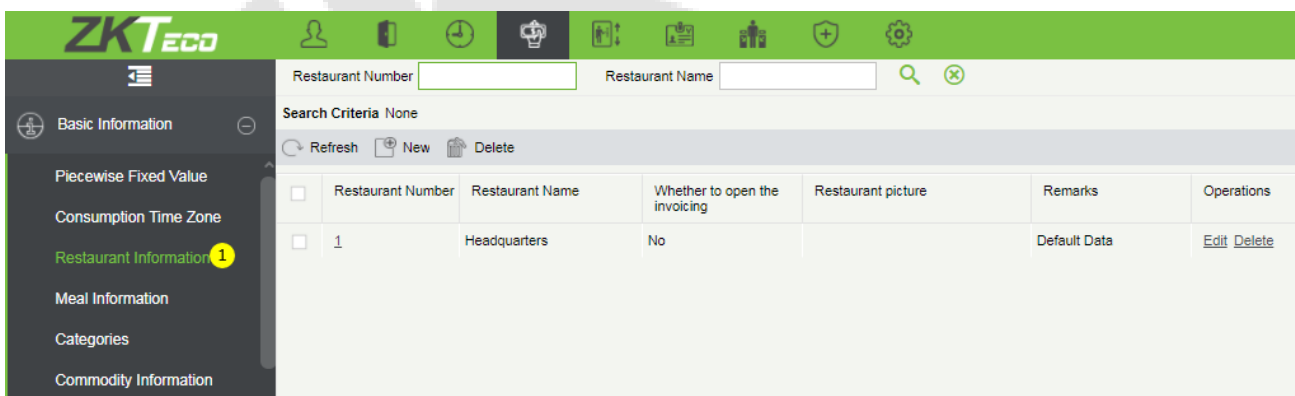 ZKTeco
Restaurant Number Restaurant Name
Search Criteria None
Basic Information
Refresh New Delete
Piecewise Fixed Value
Consumption Time Zone
Restaurant Information 1
Meal Information
Categories
Commodity Information
Restaurant Number Restaurant Name Whether to open the invoicing Restaurant picture Remarks Operations
1 Headquarters No Default Data Edit Delete